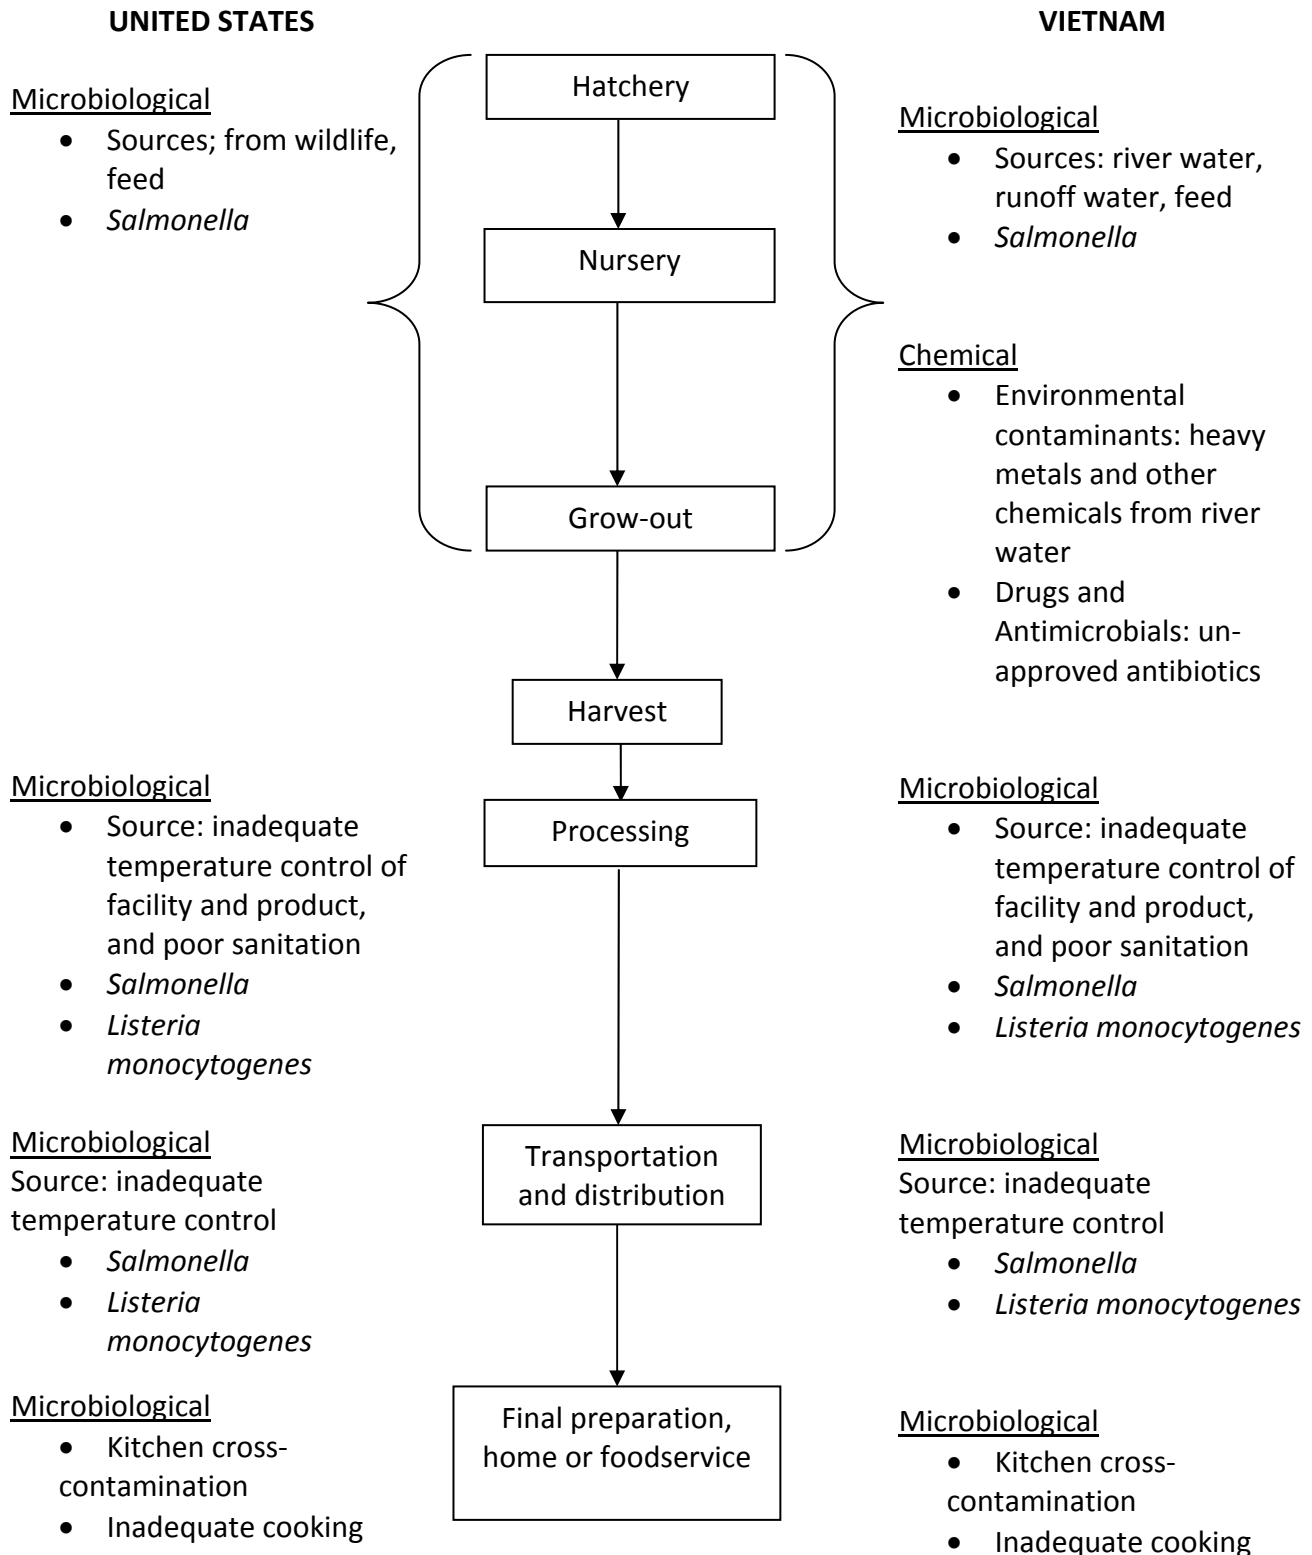 UNITED STATES
VIETNAM
Hatchery
Microbiological
• Sources; from wildlife,
feed
• Salmonella
Microbiological
• Sources: river water,
runoff water, feed
• Salmonella
Nursery
Chemical
• Environmental
contaminants: heavy
metals and other
chemicals from river
water
• Drugs and
Antimicrobials: un-
approved antibiotics
Grow-out
Harvest
Microbiological
• Source: inadequate
temperature control of
facility and product,
and poor sanitation
• Salmonella
• Listeria
monocytogenes
Processing
Microbiological
• Source: inadequate
temperature control of
facility and product,
and poor sanitation
• Salmonella
• Listeria monocytogenes
Microbiological
Source: inadequate
temperature control
• Salmonella
• Listeria
monocytogenes
Transportation
and distribution
Microbiological
Source: inadequate
temperature control
• Salmonella
• Listeria monocytogenes
Microbiological
• Kitchen cross-
contamination
• Inadequate cooking
Final preparation,
home or foodservice
Microbiological
• Kitchen cross-
contamination
• Inadequate cooking